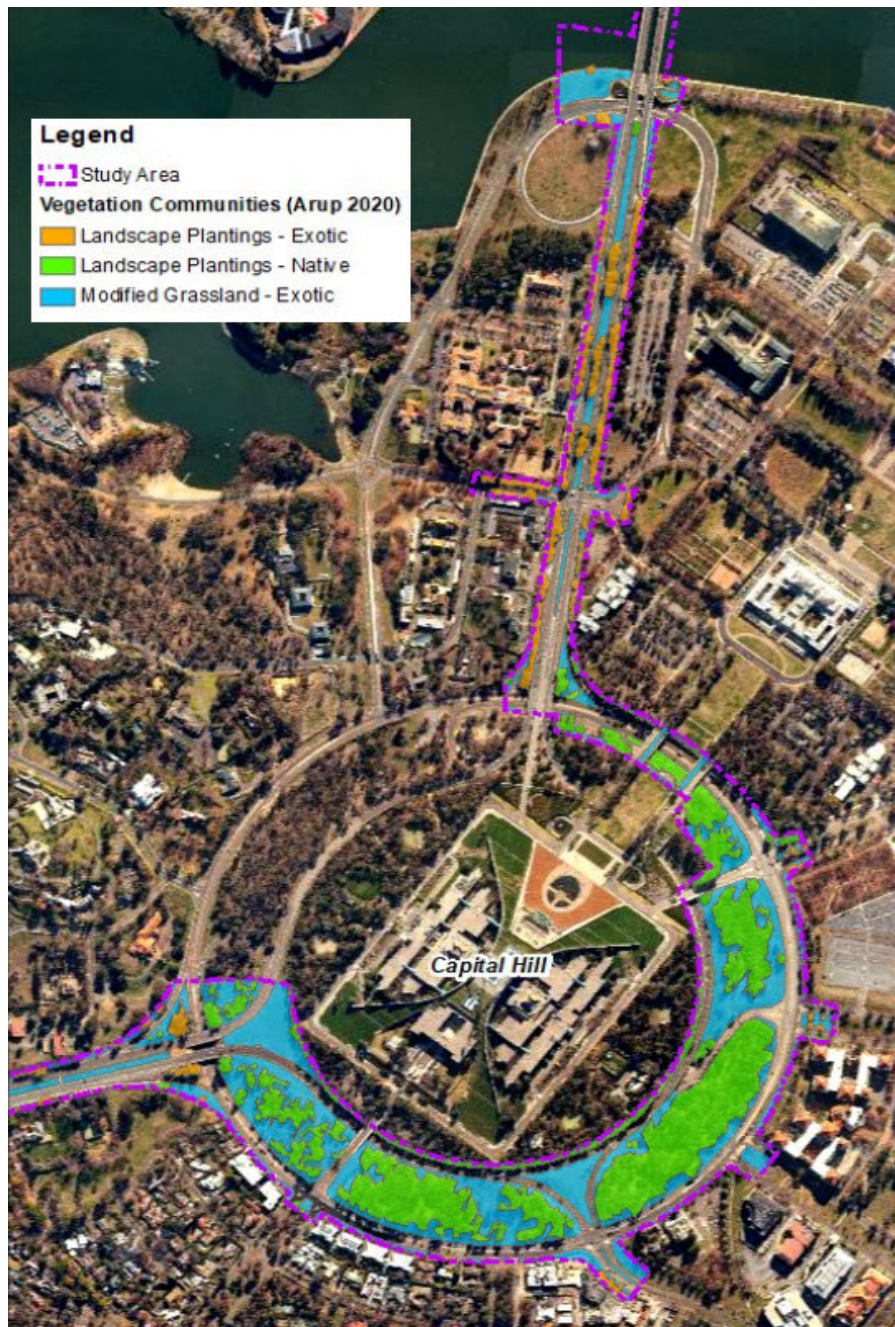 Legend
Study Area
Vegetation Communities (Arup 2020)
Landscape Plantings - Exotic
Landscape Plantings - Native
Modified Grassland - Exotic
Capital Hill